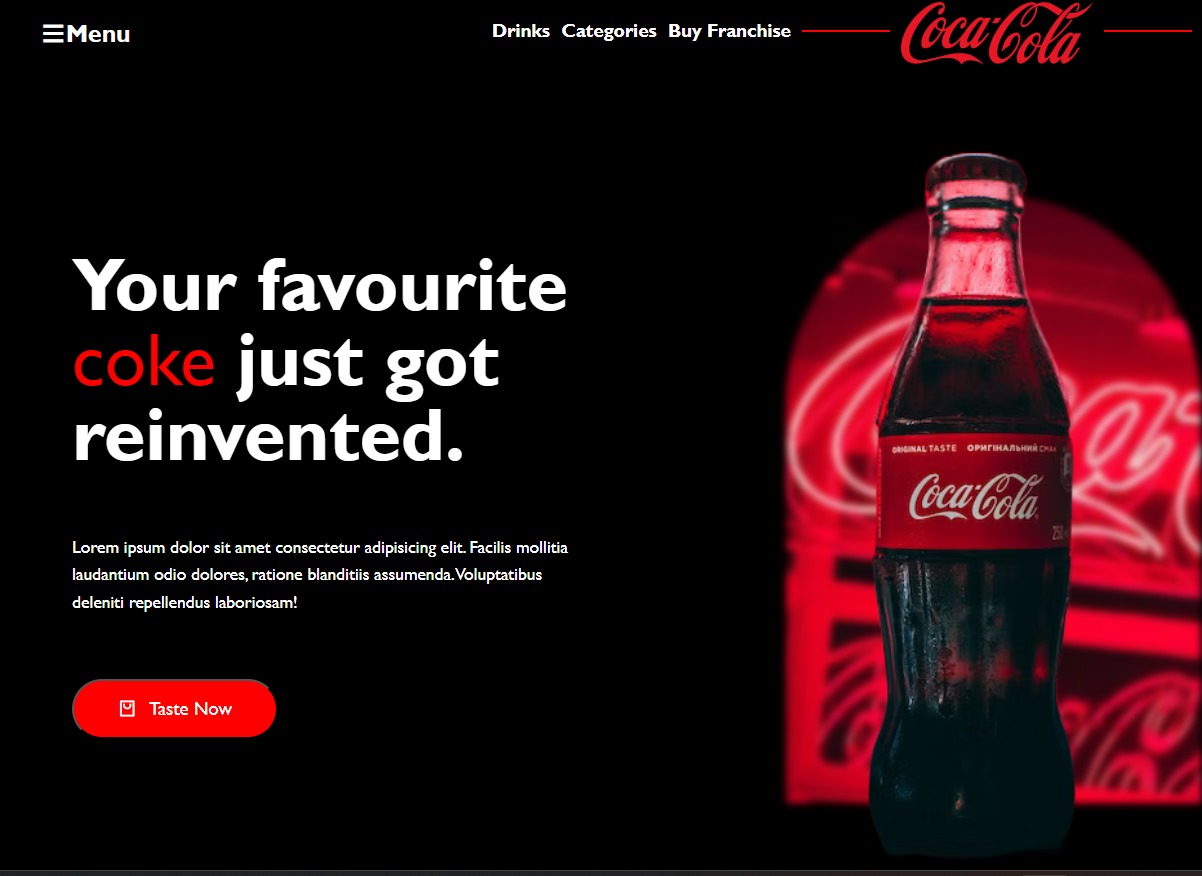 ☰Menu
Drinks Categories Buy Franchise
Coca-Cola
Your favourite
coke just got
reinvented.
Lorem ipsum dolor sit amet consectetur adipisicing elit. Facilis mollitia
laudantium odio dolores, ratione blanditiis assumenda. Voluptatibus
deleniti repellendus laboriosam!
Taste Now
ORIGINAL TASTE ОРИГІНАЛЬНИЙ СМАК
Coca-Cola